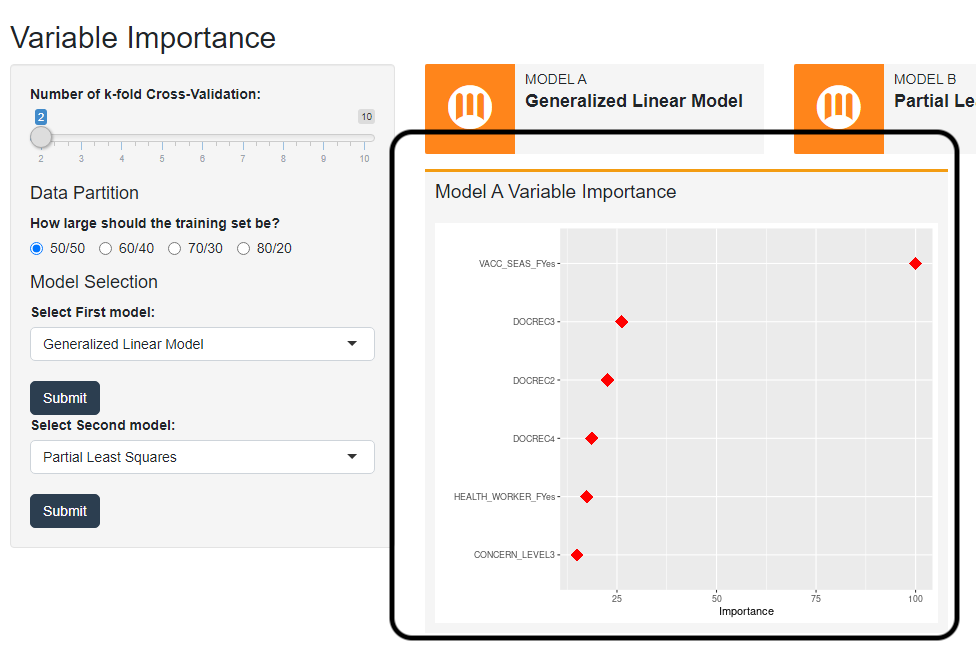 Variable Importance
Number of k-fold Cross-Validation:
2
10
2 3 4 5 6 7 8 9 10
Data Partition
How large should the training set be?
50/50 60/40 70/30 80/20
Model Selection
Select First model:
Generalized Linear Model
Submit
Select Second model:
Partial Least Squares
Submit
MODEL A
Generalized Linear Model
MODEL B
Partial Le
Model A Variable Importance
VACC_SEAS_FYes
DOCREC3
DOCREC2
DOCREC4
HEALTH_WORKER_FYes
CONCERN_LEVEL3
25 50 75 100
Importance